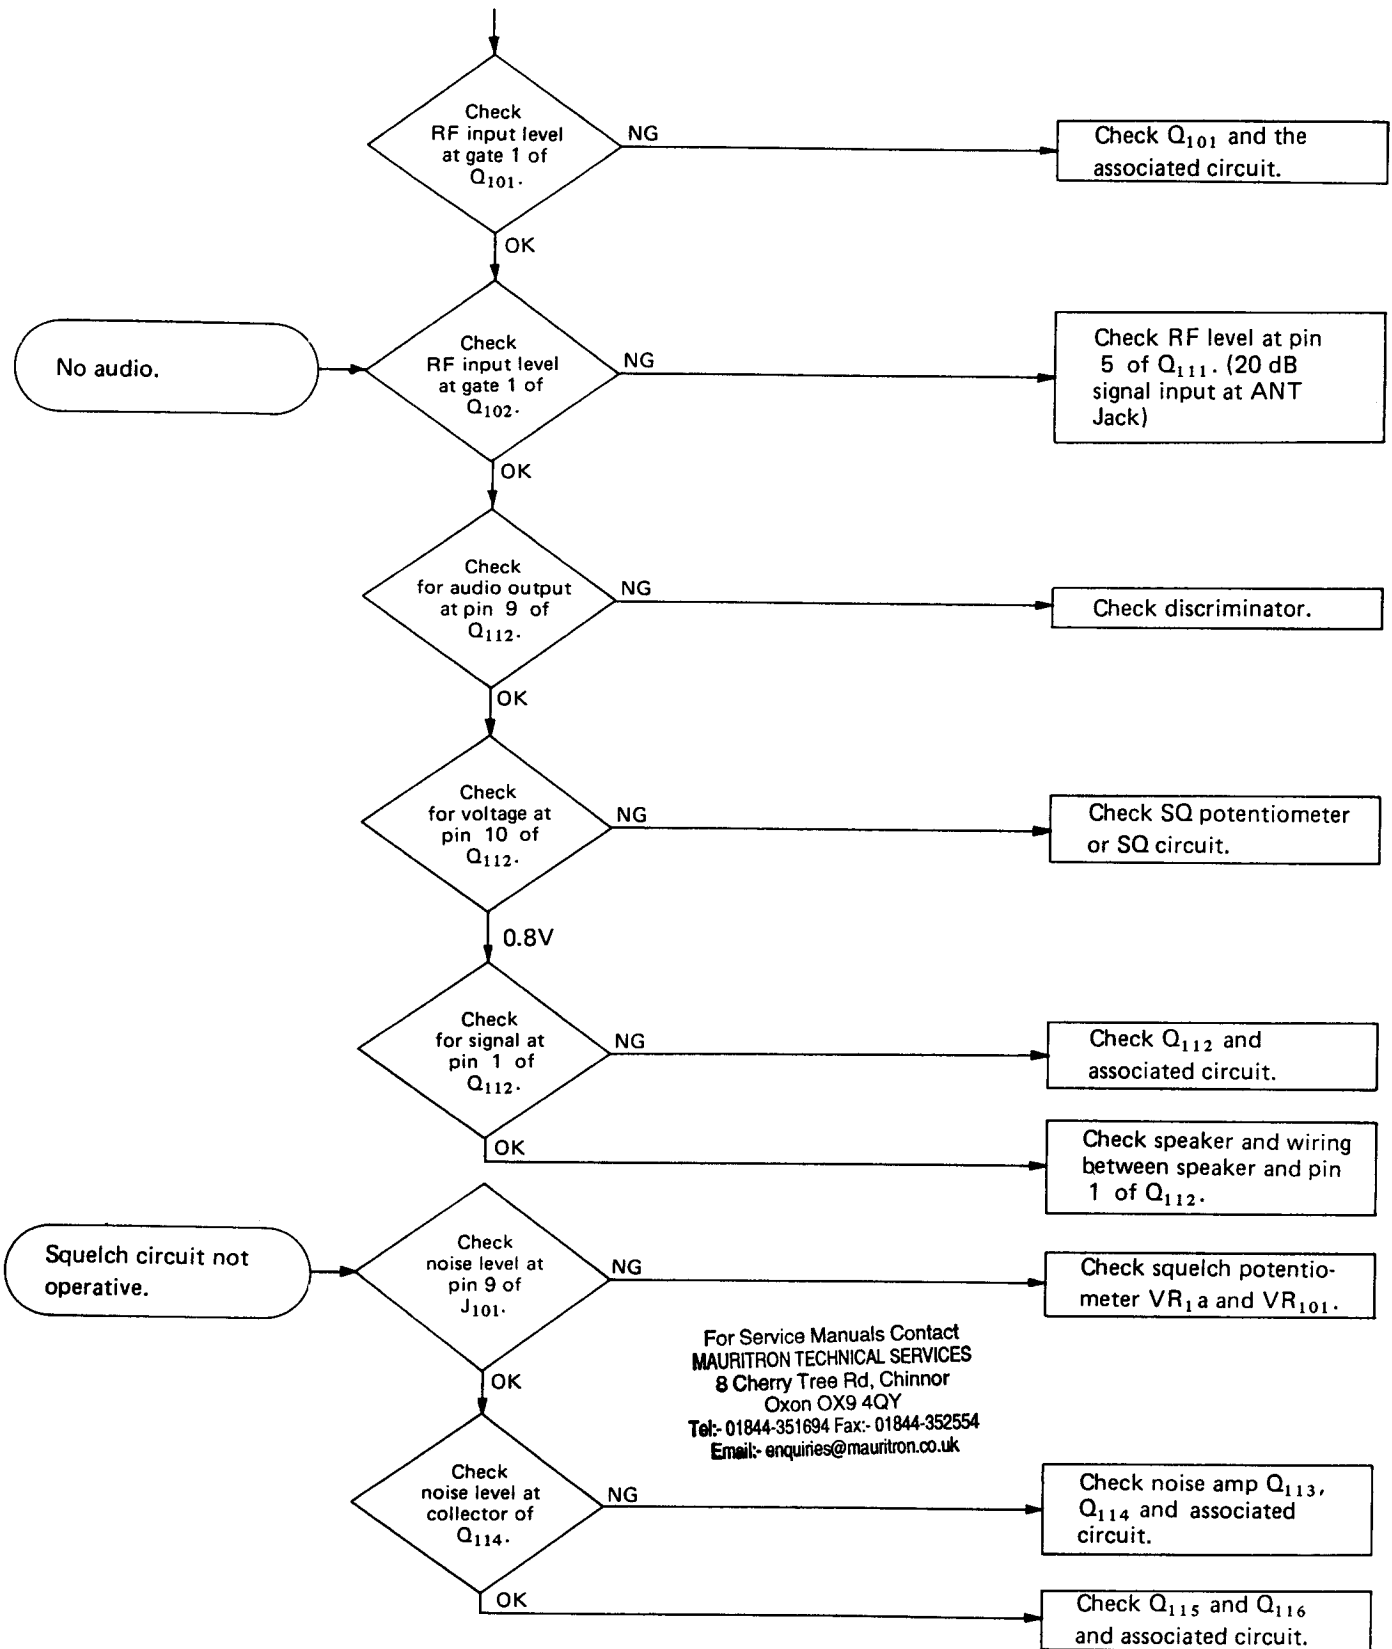 Check
RF input level
at gate 1 of
Q101.
NG
Check Q101 and the
associated circuit.
OK
No audio.
Check
RF input level
at gate 1 of
Q102.
NG
Check RF level at pin
5 of Q111. (20 dB
signal input at ANT
Jack)
OK
Check
for audio output
at pin 9 of
Q112.
NG
Check discriminator.
OK
Check
for voltage at
pin 10 of
Q112.
NG
Check SQ potentiometer
or SQ circuit.
0.8V
Check
for signal at
pin 1 of
Q112.
NG
Check Q112 and
associated circuit.
OK
Check speaker and wiring
between speaker and pin
1 of Q112.
Squelch circuit not
operative.
Check
noise level at
pin 9 of
J101.
NG
Check squelch potentio-
meter VR1a and VR101.
For Service Manuals Contact
MAURITRON TECHNICAL SERVICES
8 Cherry Tree Rd, Chinnor
Oxon OX9 4QY
Tel:- 01844-351694 Fax:- 01844-352554
Email:- enquiries@mauritron.co.uk
OK
Check
noise level at
collector of
Q114.
NG
Check noise amp Q113,
Q114 and associated
circuit.
OK
Check Q115 and Q116
and associated circuit.